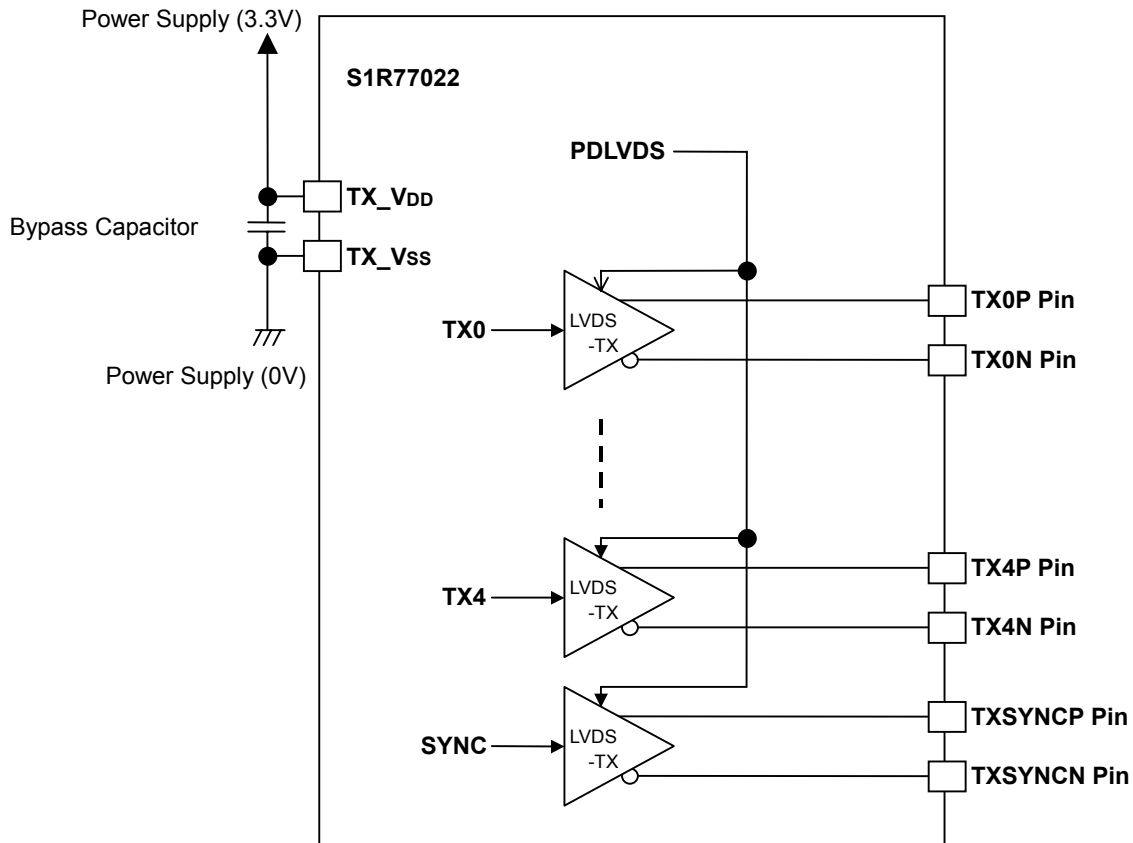 Power Supply (3.3V)
S1R77022
PDLVDS
TX_VDD
Bypass Capacitor
TX_VSS
LVDS
-TX
TX0
TX0P Pin
TX0N Pin
Power Supply (0V)
LVDS
-TX
TX4
TX4P Pin
TX4N Pin
LVDS
-TX
SYNC
TXSYNCP Pin
TXSYNCN Pin